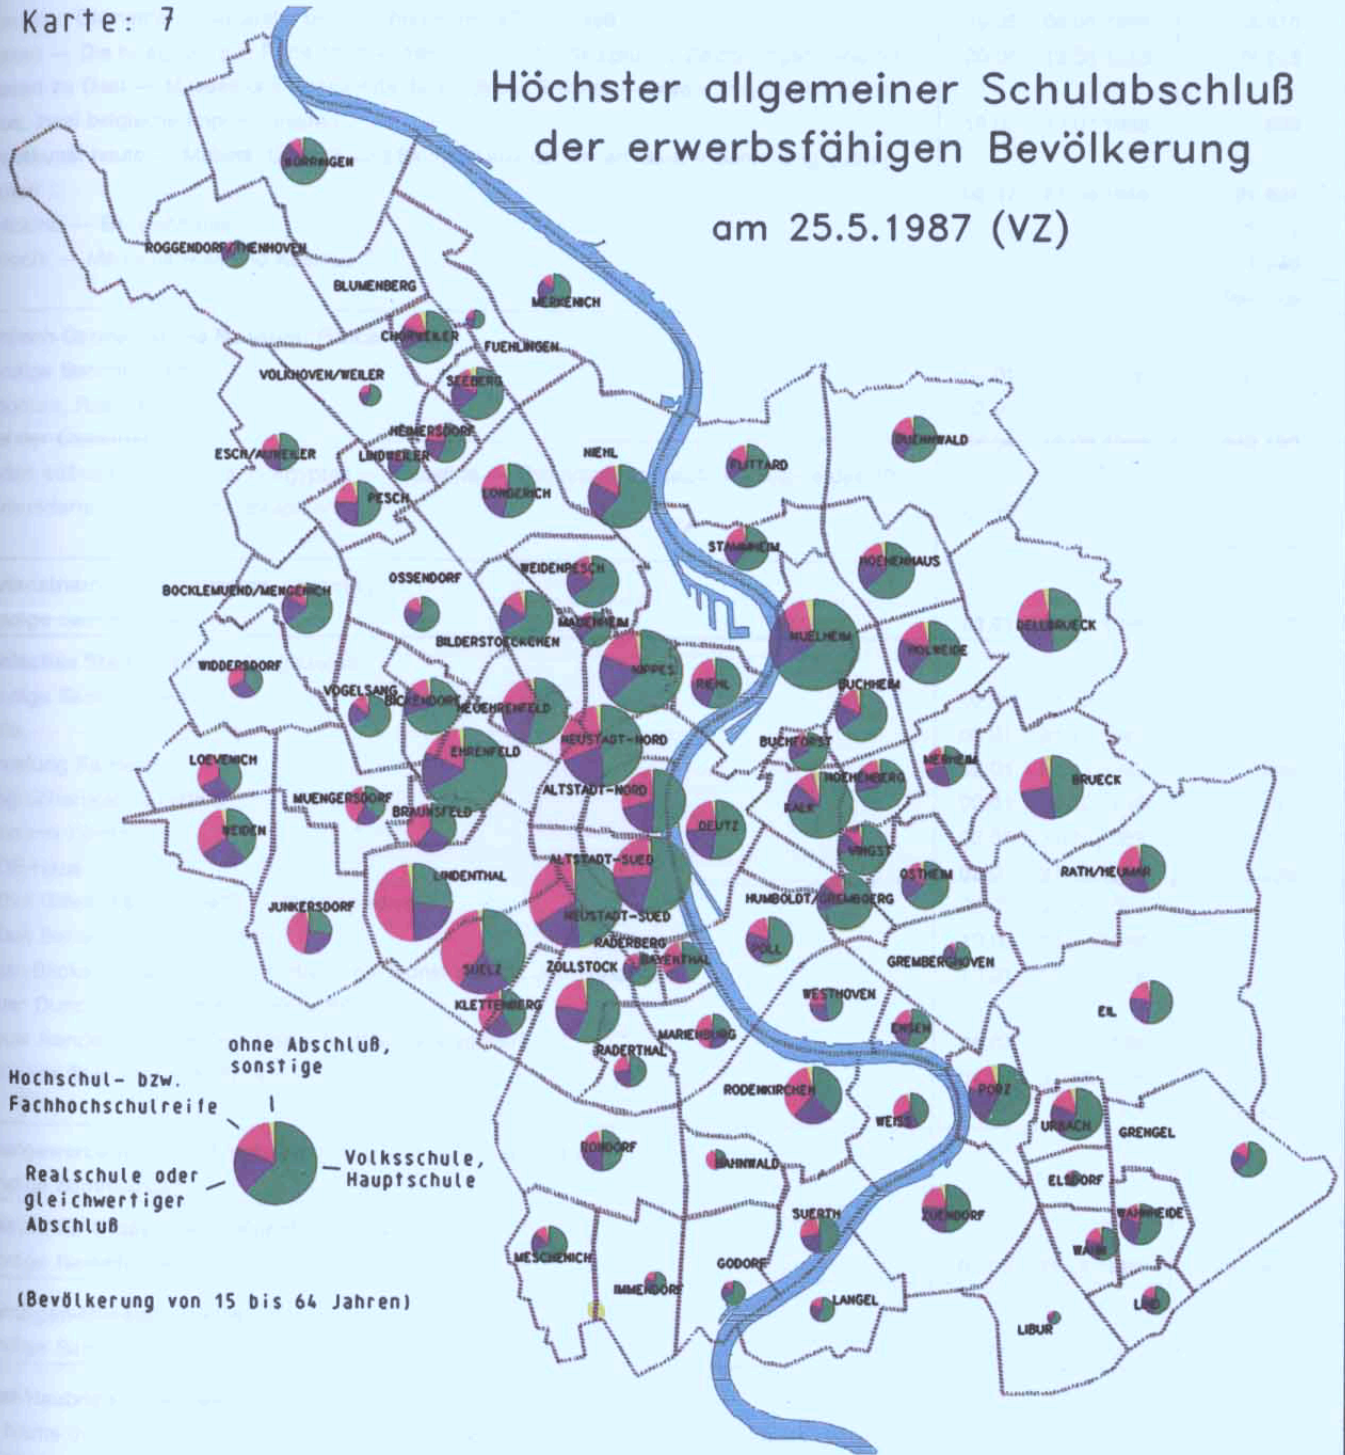 Karte: 7
Höchster allgemeiner Schulabschluß
der erwerbsfähigen Bevölkerung
am 25.5.1987 (VZ)
WORRINGEN
ROGGENDORF/THENHOVEN
BLUMENBERG
MERKENICH
CHORWEILER
FUEHLINGEN
VOLKHOVEN/WEILER
SEEBERG
HEIMERSDORF
ESCH/AUWEILER
LINDWEILER
NIEHL
FLITTARD
DUENNWALD
PESCH
LONGERICH
STAMMHEIM
HOEHENHAUS
WEIDENPESCH
OSSENDORF
BOCKLEMUEND/MENGENICH
MAUENHEIM
DELLBRUECK
BILDERSTOECKCHEN
MUELHEIM
HOLWEIDE
WIDDERSDORF
NIPPES
RIEHL
BUCHHEIM
VOGELSANG
BICKENDORF
NEUEHRENFELD
NEUSTADT-NORD
BUCHFORST
EHRENFELD
LOEVENICH
MERHEIM
HOEHENBERG
BRUECK
MUENGERSDORF
ALTSTADT-NORD
BRAUNSFELD
KALK
DEUTZ
WEIDEN
VINGST
ALTSTADT-SUED
LINDENTHAL
OSTHEIM
RATH/HEUMAR
HUMBOLDT/GREMBOERG
JUNKERSDORF
NEUSTADT-SUED
RADERBERG
POLL
BAYENTHAL
GREMBERGHOVEN
SUELZ
ZOLLSTOCK
WESTHOVEN
KLETTENBERG
EIL
ENSEN
MARIENBURG
RADERTHAL
RODENKIRCHEN
PORZ
WEISS
URBACH
GRENGEL
RONDORF
HAHNWALD
ELSDORF
SUERTH
ZUENDORF
WAHNHEIDE
WAHN
MESCHENICH
GODORF
IMMENDORF
LANGEL
LIND
LIBUR
ohne Abschluß,
sonstige
Hochschul- bzw.
Fachhochschulreife
Volksschule,
Hauptschule
Realschule oder
gleichwertiger
Abschluß
(Bevölkerung von 15 bis 64 Jahren)